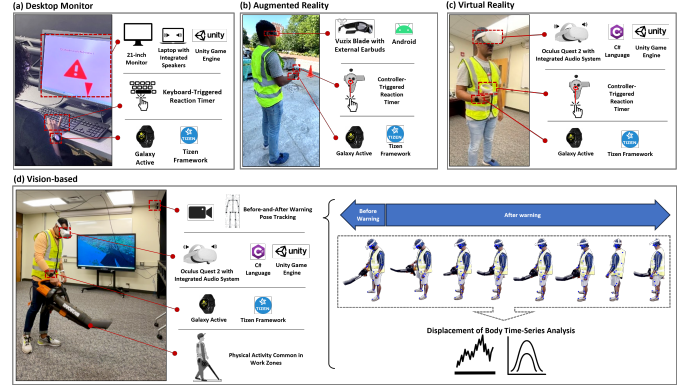 (a) Desktop Monitor
21-inch
Monitor
Laptop with
Integrated
Speakers
unity
Unity Game
Engine
Keyboard-Triggered
Reaction Timer
Galaxy
Active
TIZEN
Tizen
Framework
(b) Augmented Reality
Vuzix Blade with
External Earbuds
Android
Controller-
Triggered
Reaction
Timer
Galaxy Active
TIZEN
Tizen Framework
(c) Virtual Reality
Oculus Quest 2 with
Integrated Audio System
C#
Language
unity
Unity Game
Engine
Controller-
Triggered
Reaction
Timer
Galaxy Active
TIZEN
Tizen Framework
(d) Vision-based
Before-and-After Warning
Pose Tracking
Oculus Quest 2 with
Integrated Audio System
C#
Language
unity
Unity Game
Engine
Galaxy Active
TIZEN
Tizen Framework
Physical Activity Common in
Work Zones
Before
Warning
After warning
Displacement of Body Time-Series Analysis